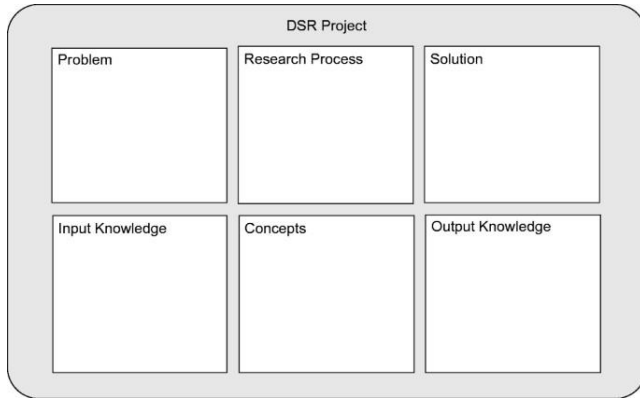 DSR Project
Problem
Research Process
Solution
Input Knowledge
Concepts
Output Knowledge